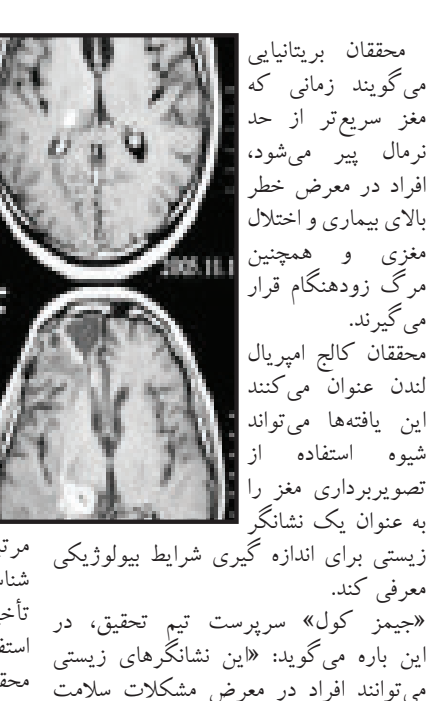 محققان بریتانیایی
می‌گویند زمانی که
مغز سریع‌تر از حد
نرمال پیر می‌شود،
افراد در معرض خطر
بالای بیماری و اختلال
مغزی و همچنین
مرگ زودهنگام قرار
می‌گیرند.
محققان کالج امپریال
لندن عنوان می‌کنند
این یافته‌ها می‌تواند
شیوه استفاده از
تصویربرداری مغز را
به عنوان یک نشانگر
زیستی برای اندازه گیری شرایط بیولوژیکی
معرفی کند.
«جیمز کول» سرپرست تیم تحقیق، در
این باره می‌گوید: «این نشانگرهای زیستی
می‌توانند افراد در معرض مشکلات سلامت
2005.11.1